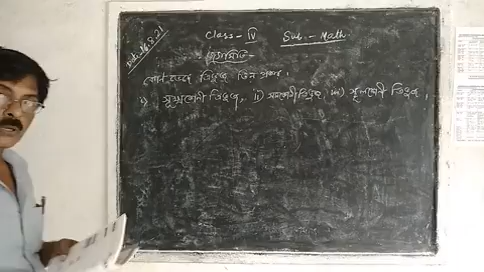 Date: 16.8.21
Class - IV Sub. - Math.
জ্যামিতি -
কোণ ভেদে ত্রিভুজ তিন প্রকার,
i) সূক্ষ্মকোণী ত্রিভুজ, ii) সমকোণী ত্রিভুজ, iii) স্থূলকোণী ত্রিভুজ,